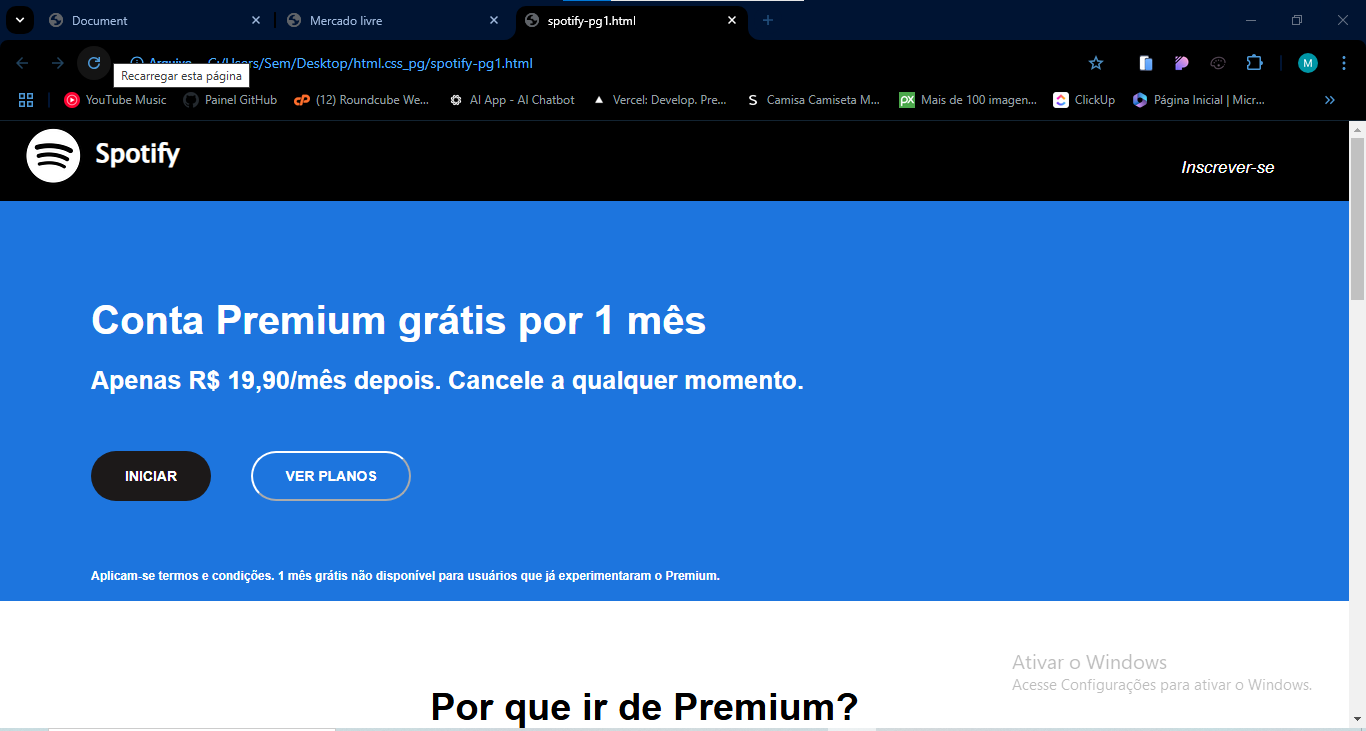 Document
Mercado livre
spotify-pg1.html
C:/Users/Sem/Desktop/html.css_pg/spotify-pg1.html
Recarregar esta página
M
YouTube Music
Painel GitHub
(12) Roundcube We...
AI App - AI Chatbot
Vercel: Develop. Pre...
S
Camisa Camiseta M...
px
Mais de 100 imagen...
ClickUp
Página Inicial | Micr...
Spotify
Inscrever-se
Conta Premium grátis por 1 mês
Apenas R$ 19,90/mês depois. Cancele a qualquer momento.
INICIAR
VER PLANOS
Aplicam-se termos e condições. 1 mês grátis não disponível para usuários que já experimentaram o Premium.
Ativar o Windows
Acesse Configurações para ativar o Windows.
Por que ir de Premium?